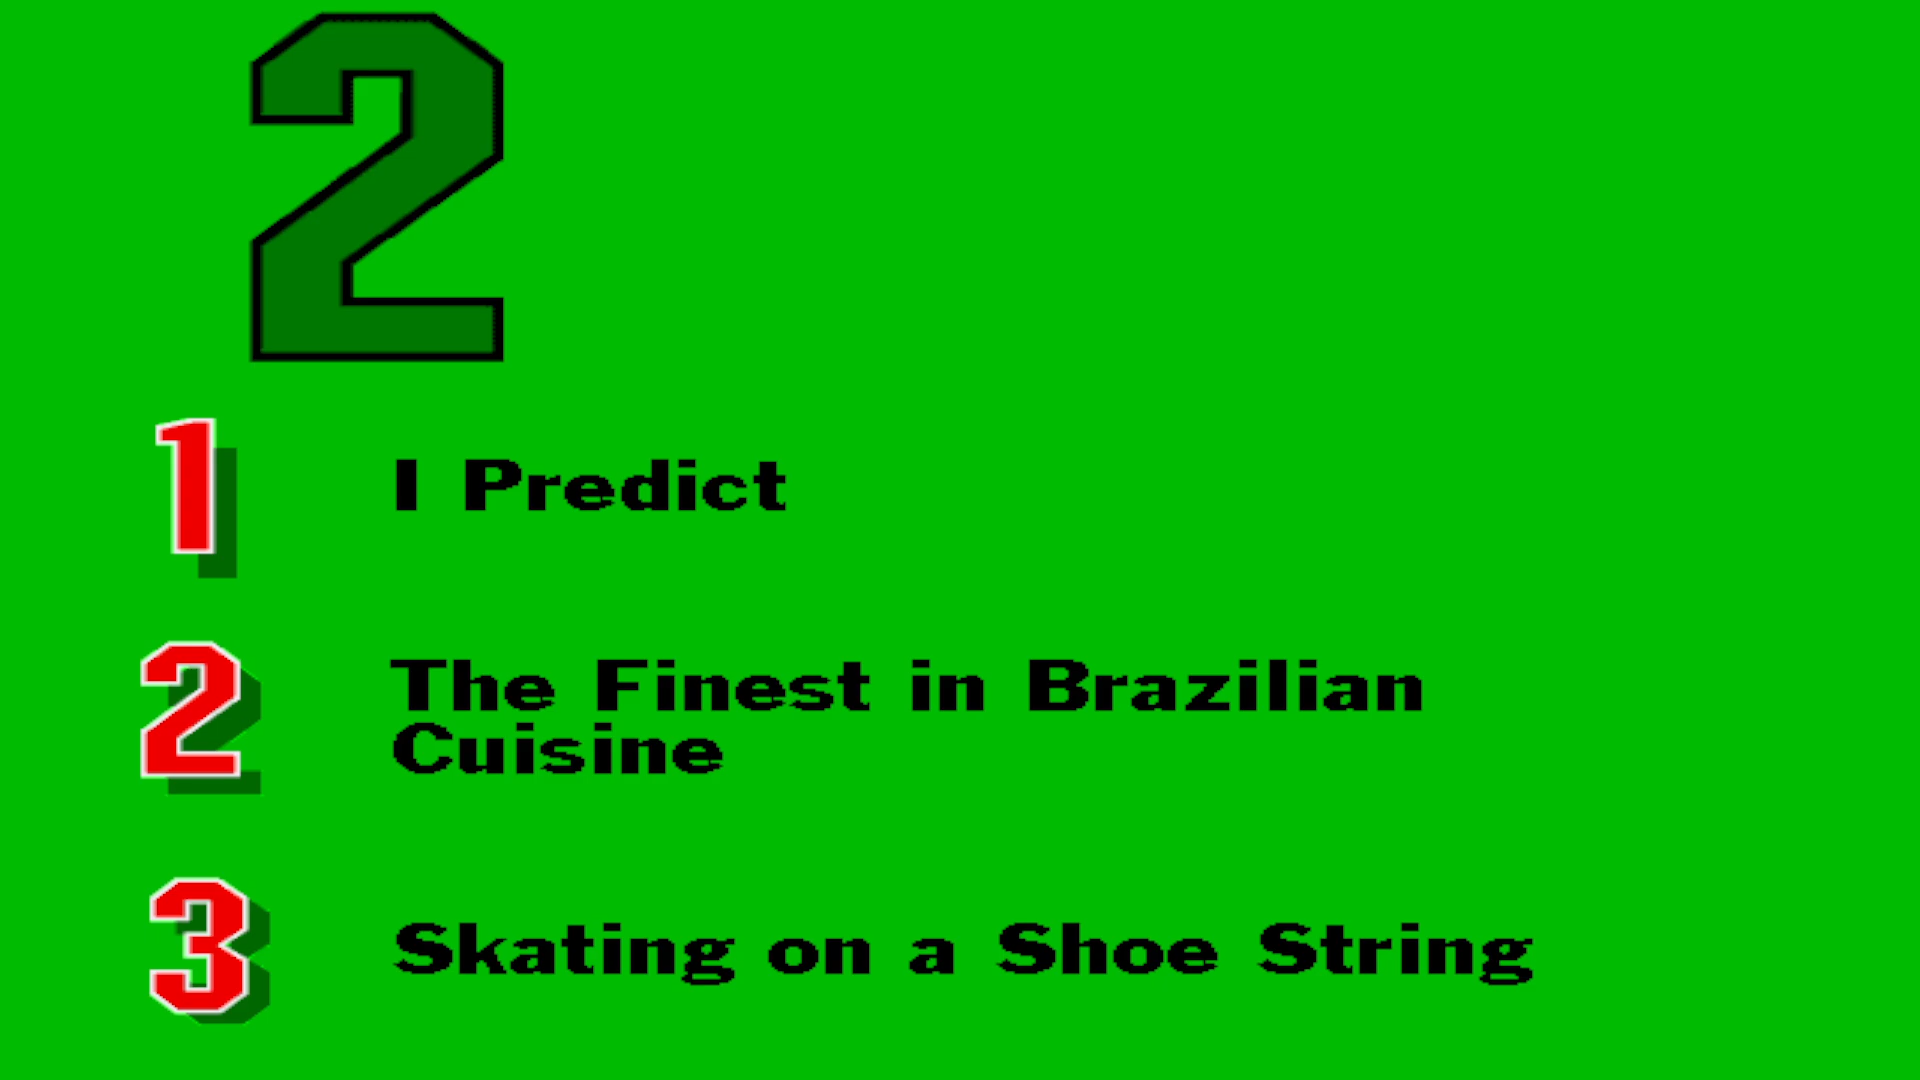 2
1 I Predict
2 The Finest in Brazilian
Cuisine
3 Skating on a Shoe String